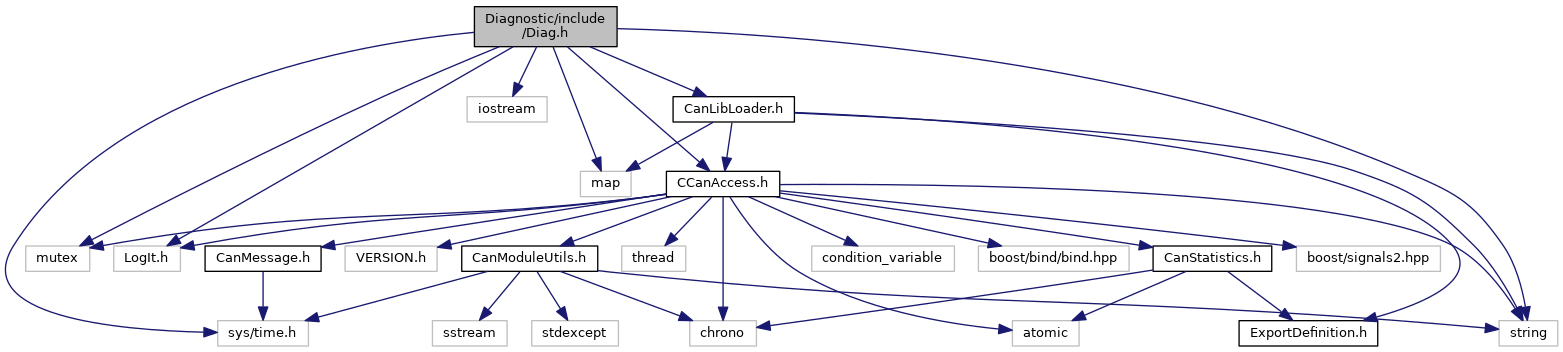 Diagnostic/include
/Diag.h
iostream
CanLibLoader.h
map
CCanAccess.h
mutex
LogIt.h
CanMessage.h
VERSION.h
CanModuleUtils.h
thread
condition_variable
boost/bind/bind.hpp
CanStatistics.h
boost/signals2.hpp
sys/time.h
sstream
stdexcept
chrono
atomic
ExportDefinition.h
string